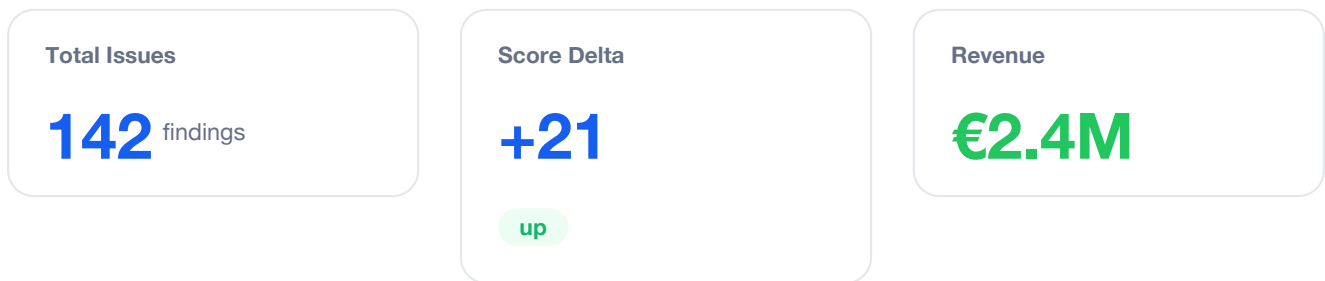 Total Issues
142 findings
Score Delta
+21
up
Revenue
€2.4M